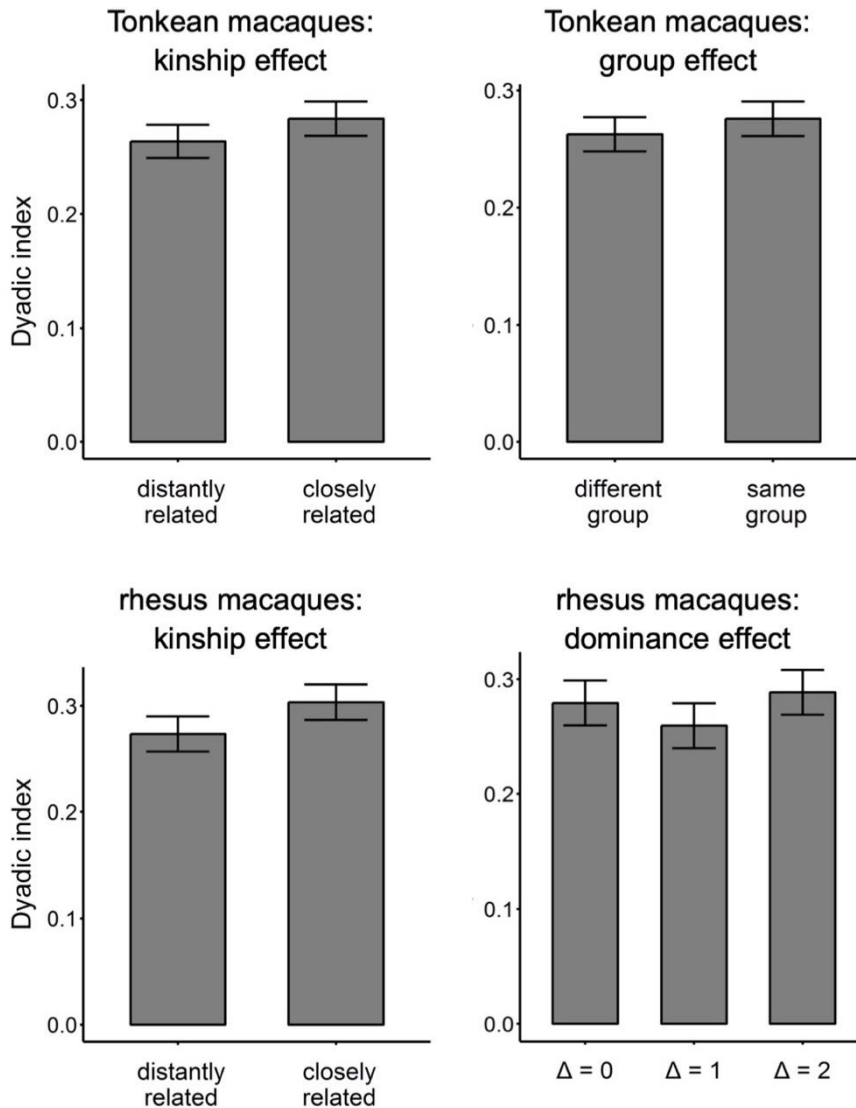 Tonkean macaques:
kinship effect
0.3
0.2
0.1
0.0
Dyadic index
distantly
related
closely
related
Tonkean macaques:
group effect
0.3
0.2
0.1
0.0
different
group
same
group
rhesus macaques:
kinship effect
0.3
0.2
0.1
0.0
Dyadic index
distantly
related
closely
related
rhesus macaques:
dominance effect
0.3
0.2
0.1
0.0
Δ = 0
Δ = 1
Δ = 2